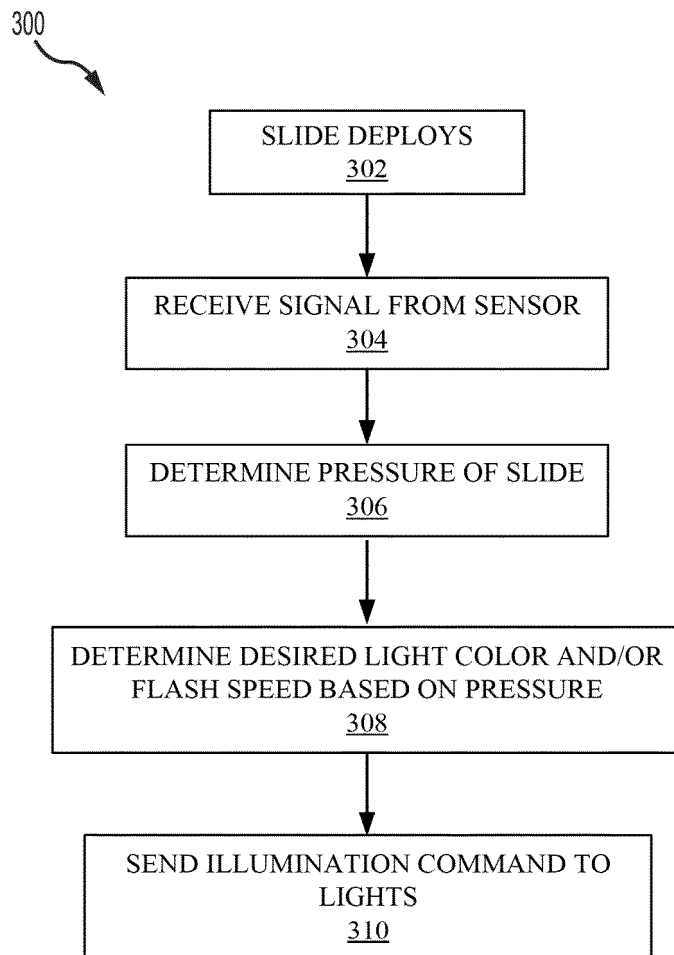 300
SLIDE DEPLOYS
302
RECEIVE SIGNAL FROM SENSOR
304
DETERMINE PRESSURE OF SLIDE
306
DETERMINE DESIRED LIGHT COLOR AND/OR
FLASH SPEED BASED ON PRESSURE
308
SEND ILLUMINATION COMMAND TO
LIGHTS
310